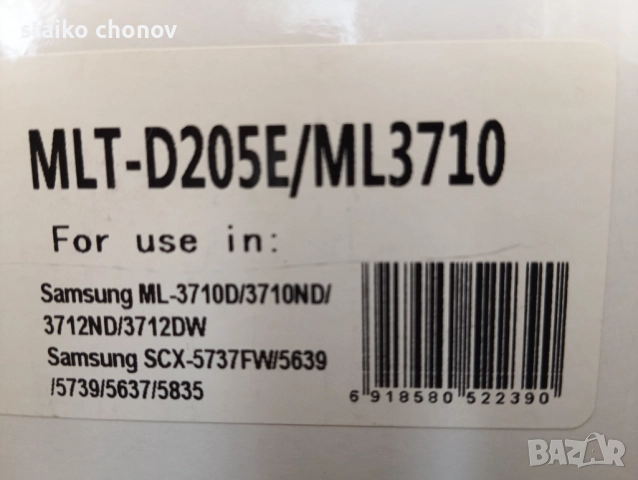 staiko chonov
MLT-D205E/ML3710
For use in:
Samsung ML-3710D/3710ND/
3712ND/3712DW
Samsung SCX-5737FW/5639
/5739/5637/5835
6 918580 522390
BAZAR